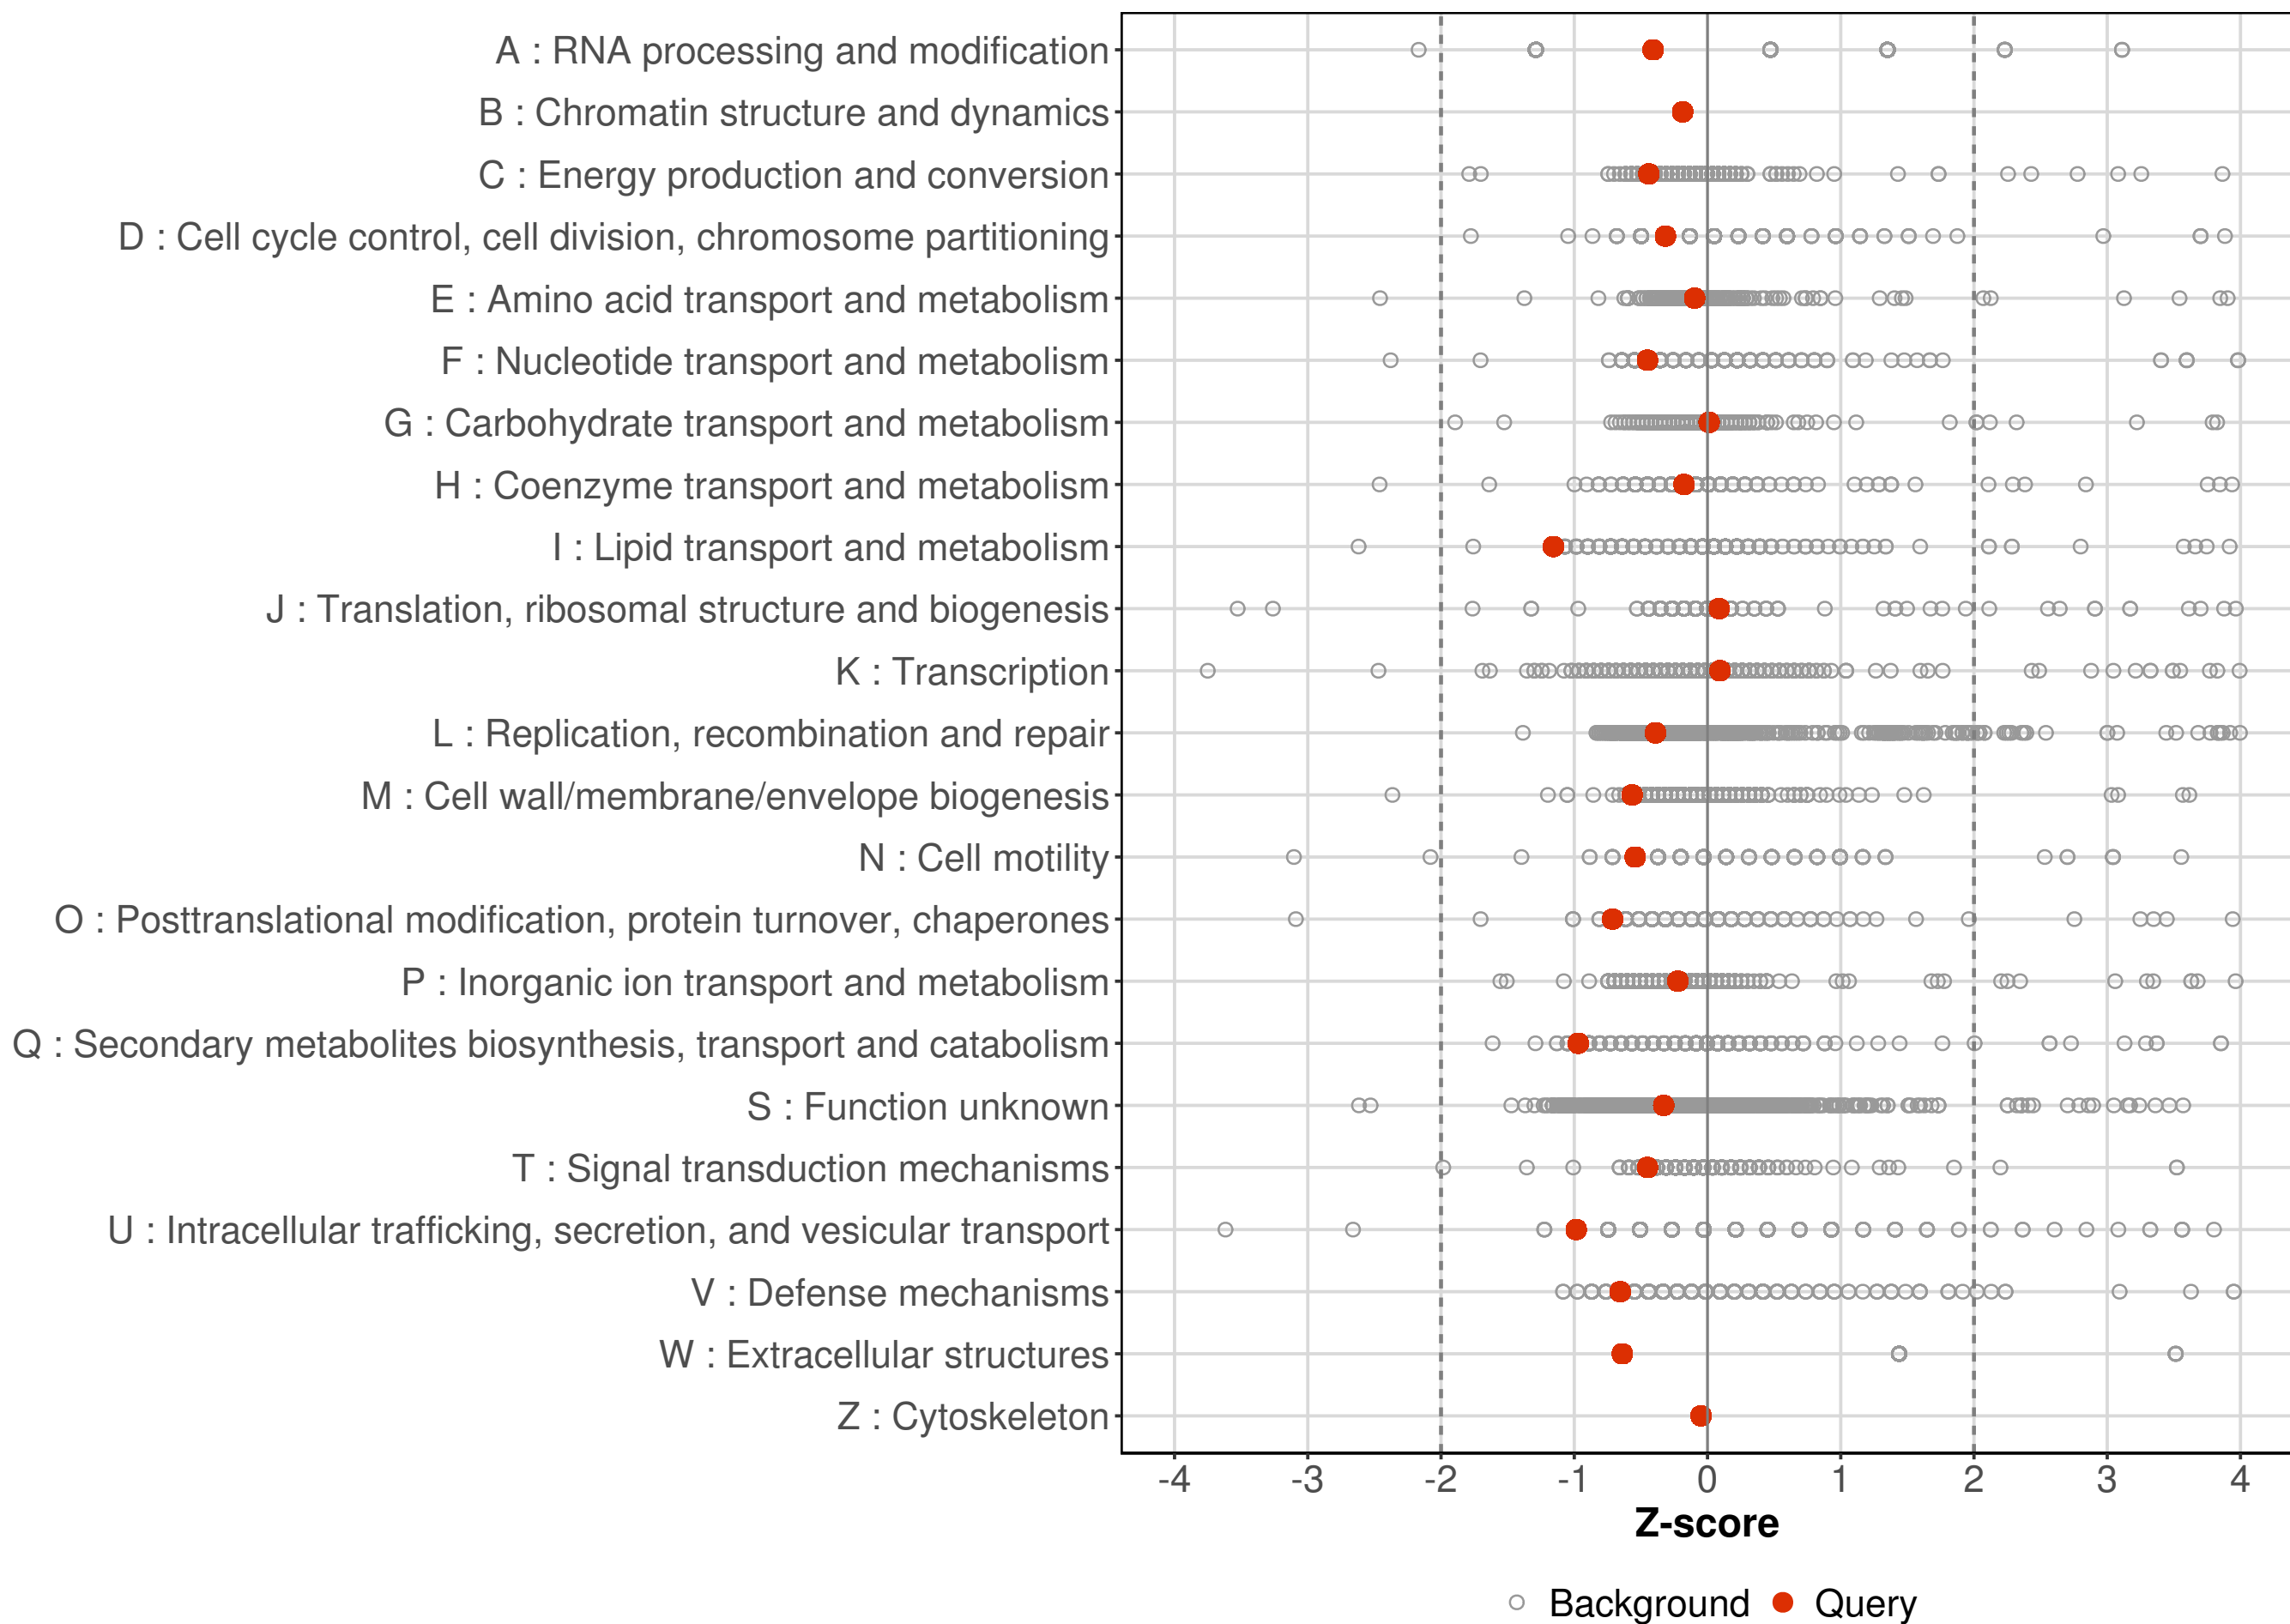 A : RNA processing and modification
B : Chromatin structure and dynamics
C : Energy production and conversion
D : Cell cycle control, cell division, chromosome partitioning
E : Amino acid transport and metabolism
F : Nucleotide transport and metabolism
G : Carbohydrate transport and metabolism
H : Coenzyme transport and metabolism
I : Lipid transport and metabolism
J : Translation, ribosomal structure and biogenesis
K : Transcription
L : Replication, recombination and repair
M : Cell wall/membrane/envelope biogenesis
N : Cell motility
O : Posttranslational modification, protein turnover, chaperones
P : Inorganic ion transport and metabolism
Q : Secondary metabolites biosynthesis, transport and catabolism
S : Function unknown
T : Signal transduction mechanisms
U : Intracellular trafficking, secretion, and vesicular transport
V : Defense mechanisms
W : Extracellular structures
Z : Cytoskeleton
-4 -3 -2 -1 0 1 2 3 4
Z-score
Background Query